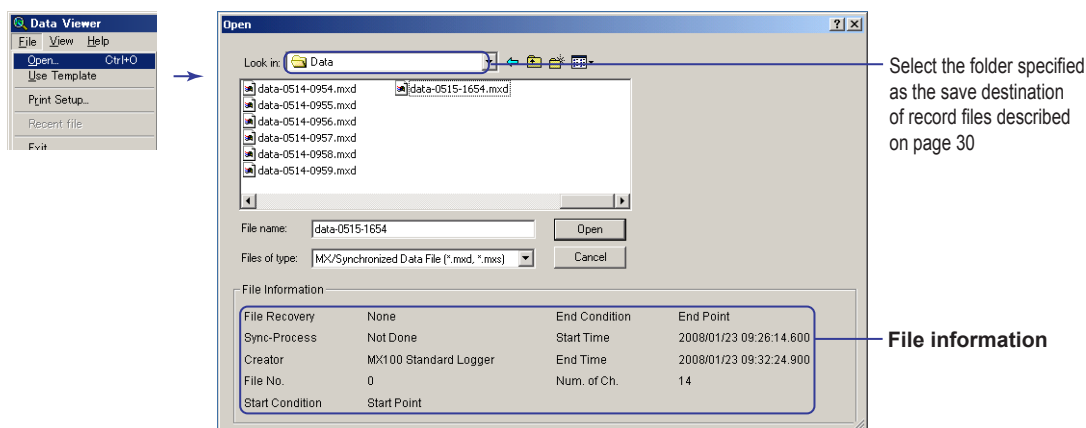 Data Viewer
File View Help
Open... Ctrl+O
Use Template
Print Setup...
Recent file
Exit
Open
Look in: Data
data-0514-0954.mxd data-0515-1654.mxd
data-0514-0955.mxd
data-0514-0956.mxd
data-0514-0957.mxd
data-0514-0958.mxd
data-0514-0959.mxd
File name: data-0515-1654 Open
Files of type: MX/Synchronized Data File (*.mxd, *.mxs) Cancel
File Information
File Recovery None End Condition End Point
Sync-Process Not Done Start Time 2008/01/23 09:26:14.600
Creator MX100 Standard Logger End Time 2008/01/23 09:32:24.900
File No. 0 Num. of Ch. 14
Start Condition Start Point
Select the folder specified
as the save destination
of record files described
on page 30
File information